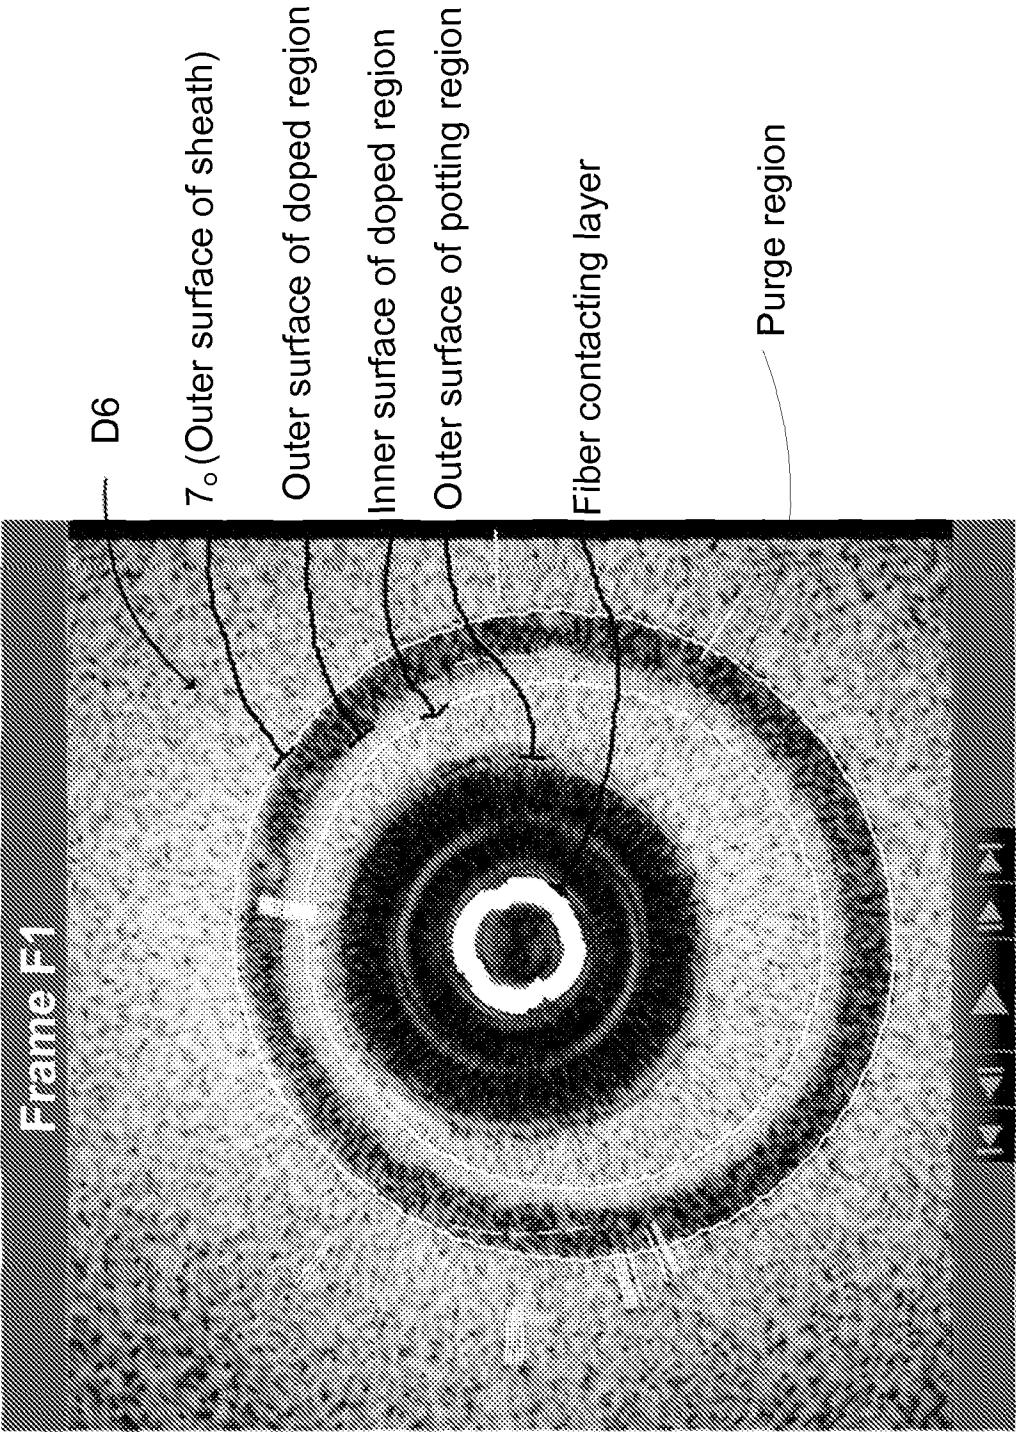 Frame F1
D6
7o (Outer surface of sheath)
Outer surface of doped region
Inner surface of doped region
Outer surface of potting region
Fiber contacting layer
Purge region